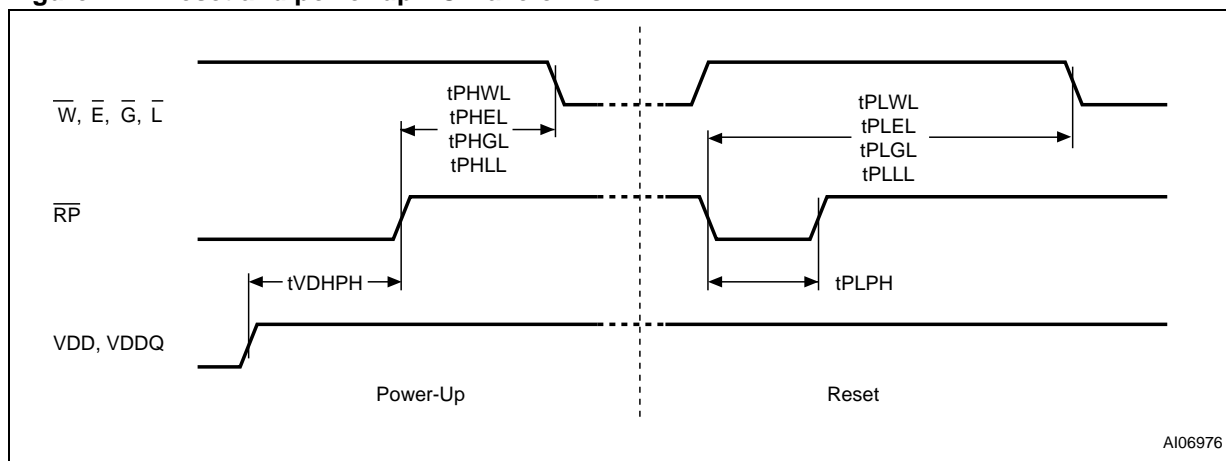 W, E, G, L
tPHWL
tPHEL
tPHGL
tPHLL
tPLWL
tPLEL
tPLGL
tPLLL
RP
tVDHPH
tPLPH
VDD, VDDQ
Power-Up
Reset
AI06976